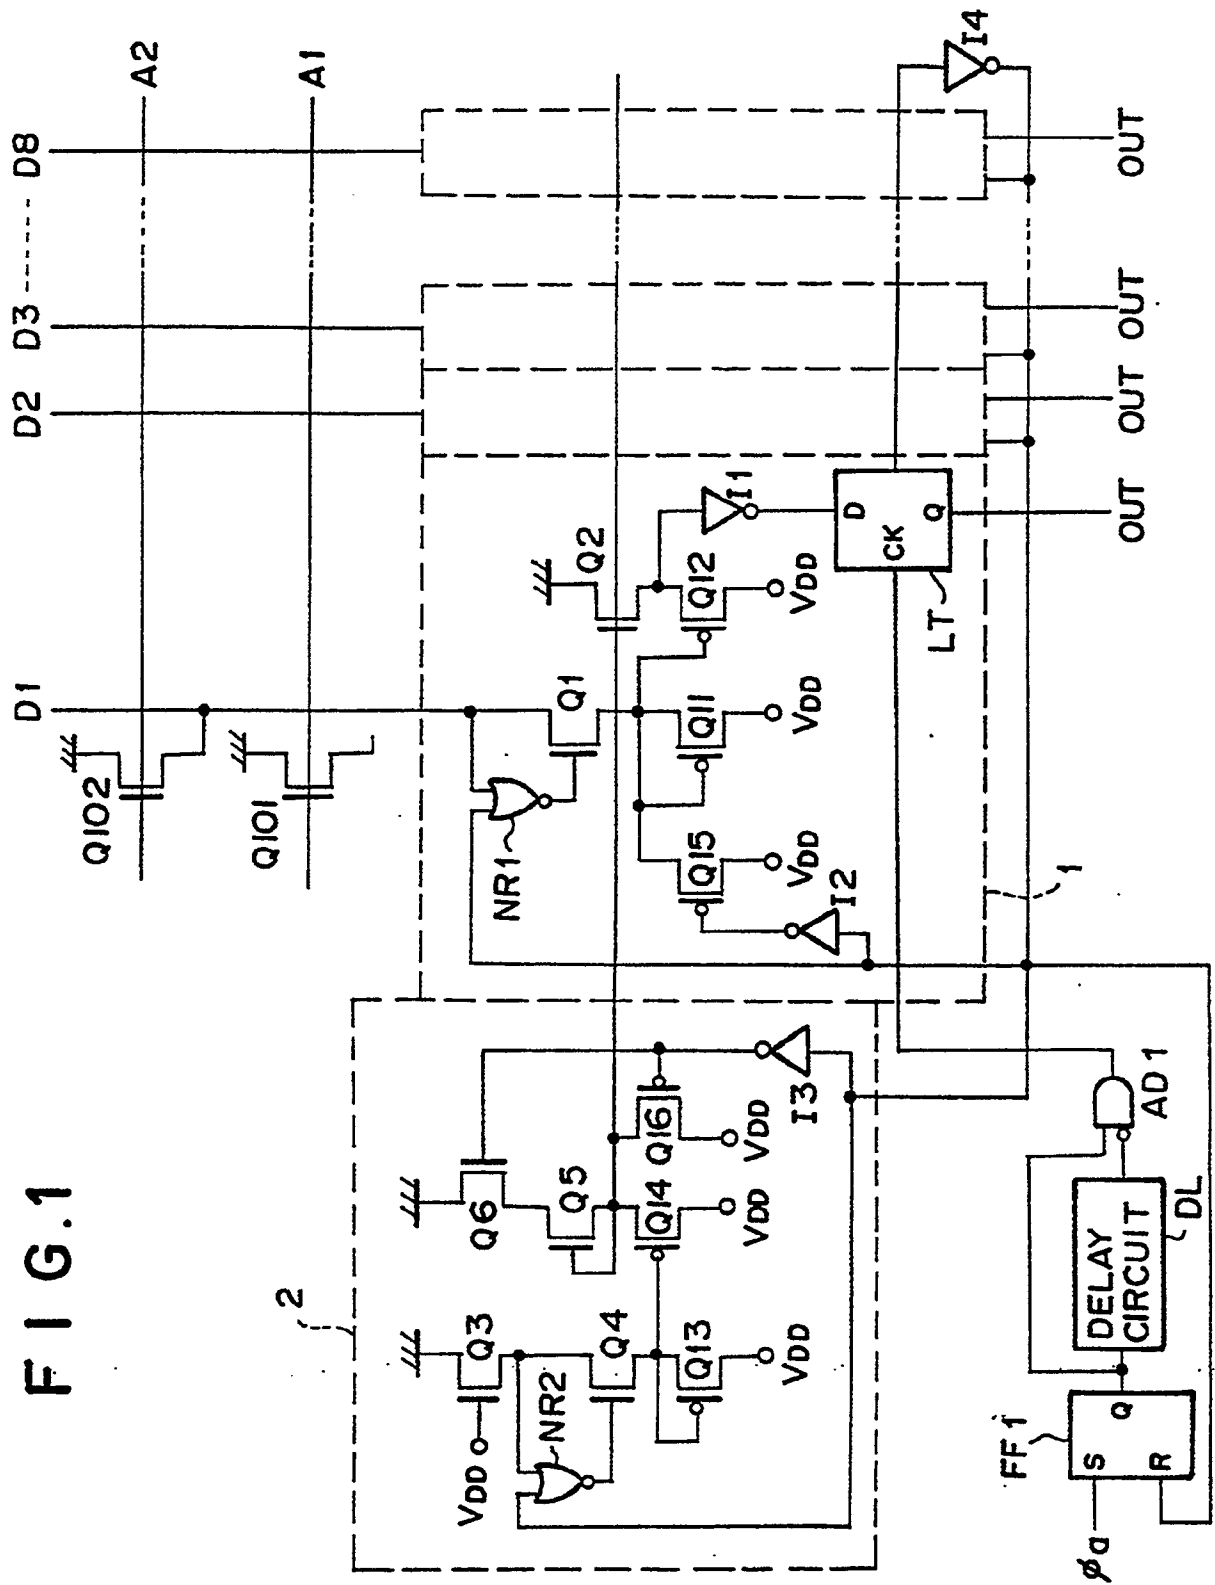 FIG.1
D1
D2
D3
D8
A2
A1
Q102
Q101
2
Q3
Q6
VDD
NR2
Q4
Q5
Q13
VDD
Q14
VDD
Q16
VDD
I3
NR1
Q1
Q2
Q15
VDD
I2
Q11
VDD
Q12
VDD
I1
D
CK
Q
LT
I4
1
OUT
OUT
OUT
OUT
øa
S
R
Q
FF1
DELAY
CIRCUIT
DL
AD1